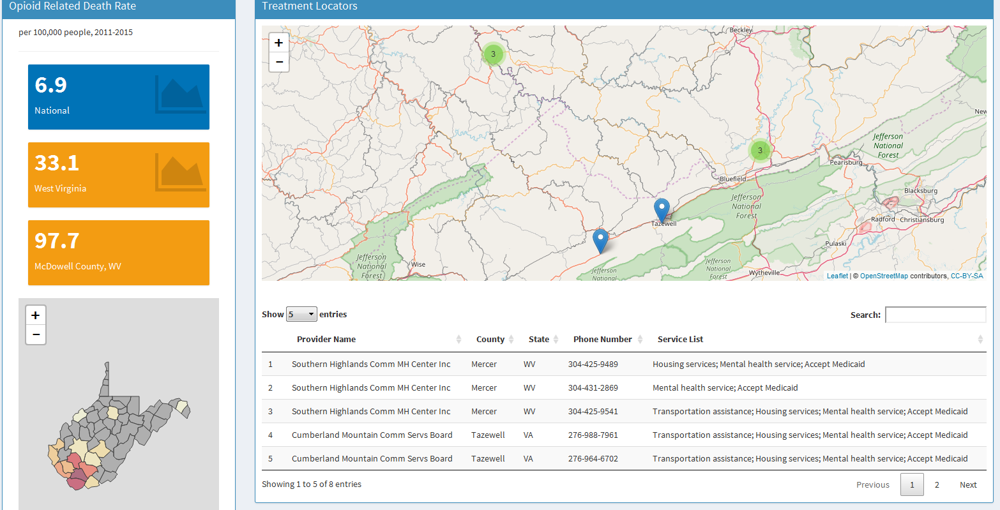 Opioid Related Death Rate
per 100,000 people, 2011-2015
6.9
National
33.1
West Virginia
97.7
McDowell County, WV
+
−
Treatment Locators
+
−
Beckley
3
New
Jefferson
National
Forest
3
Pearisburg
Bluefield
Blacksburg
Jefferson
National
Forest
Tazewell
Radford
Christiansburg
Pulaski
Jefferson
National
Forest
Wise
Jefferson
National
Forest
Jefferson
National
Wytheville
Leaflet | © OpenStreetMap contributors, CC-BY-SA
Show 5 entries
Search:
Provider Name County State Phone Number Service List
1 Southern Highlands Comm MH Center Inc Mercer WV 304-425-9489 Housing services; Mental health service; Accept Medicaid
2 Southern Highlands Comm MH Center Inc Mercer WV 304-431-2869 Mental health service; Accept Medicaid
3 Southern Highlands Comm MH Center Inc Mercer WV 304-425-9541 Transportation assistance; Housing services; Mental health service; Accept Medicaid
4 Cumberland Mountain Comm Servs Board Tazewell VA 276-988-7961 Transportation assistance; Housing services; Mental health service; Accept Medicaid
5 Cumberland Mountain Comm Servs Board Tazewell VA 276-964-6702 Transportation assistance; Housing services; Mental health service; Accept Medicaid
Showing 1 to 5 of 8 entries
Previous 1 2 Next